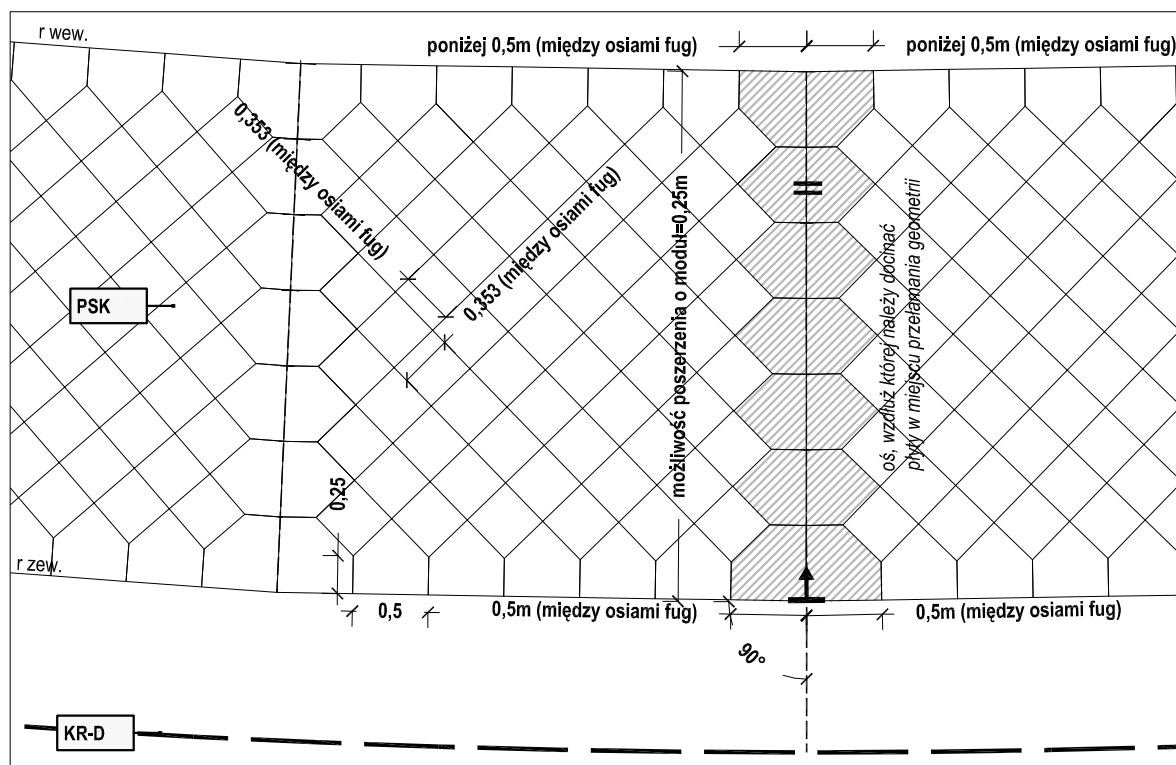 r wew.
poniżej 0,5m (między osiami fug)
poniżej 0,5m (między osiami fug)
0,353 (między osiami fug)
0,353 (między osiami fug)
możliwość poszerzenia o moduł=0,25m
oś, wzdłuż której należy docinać
płyty w miejscu przełamania geometrii
PSK
0,25
r zew.
0,5
0,5m (między osiami fug)
0,5m (między osiami fug)
90°
KR-D